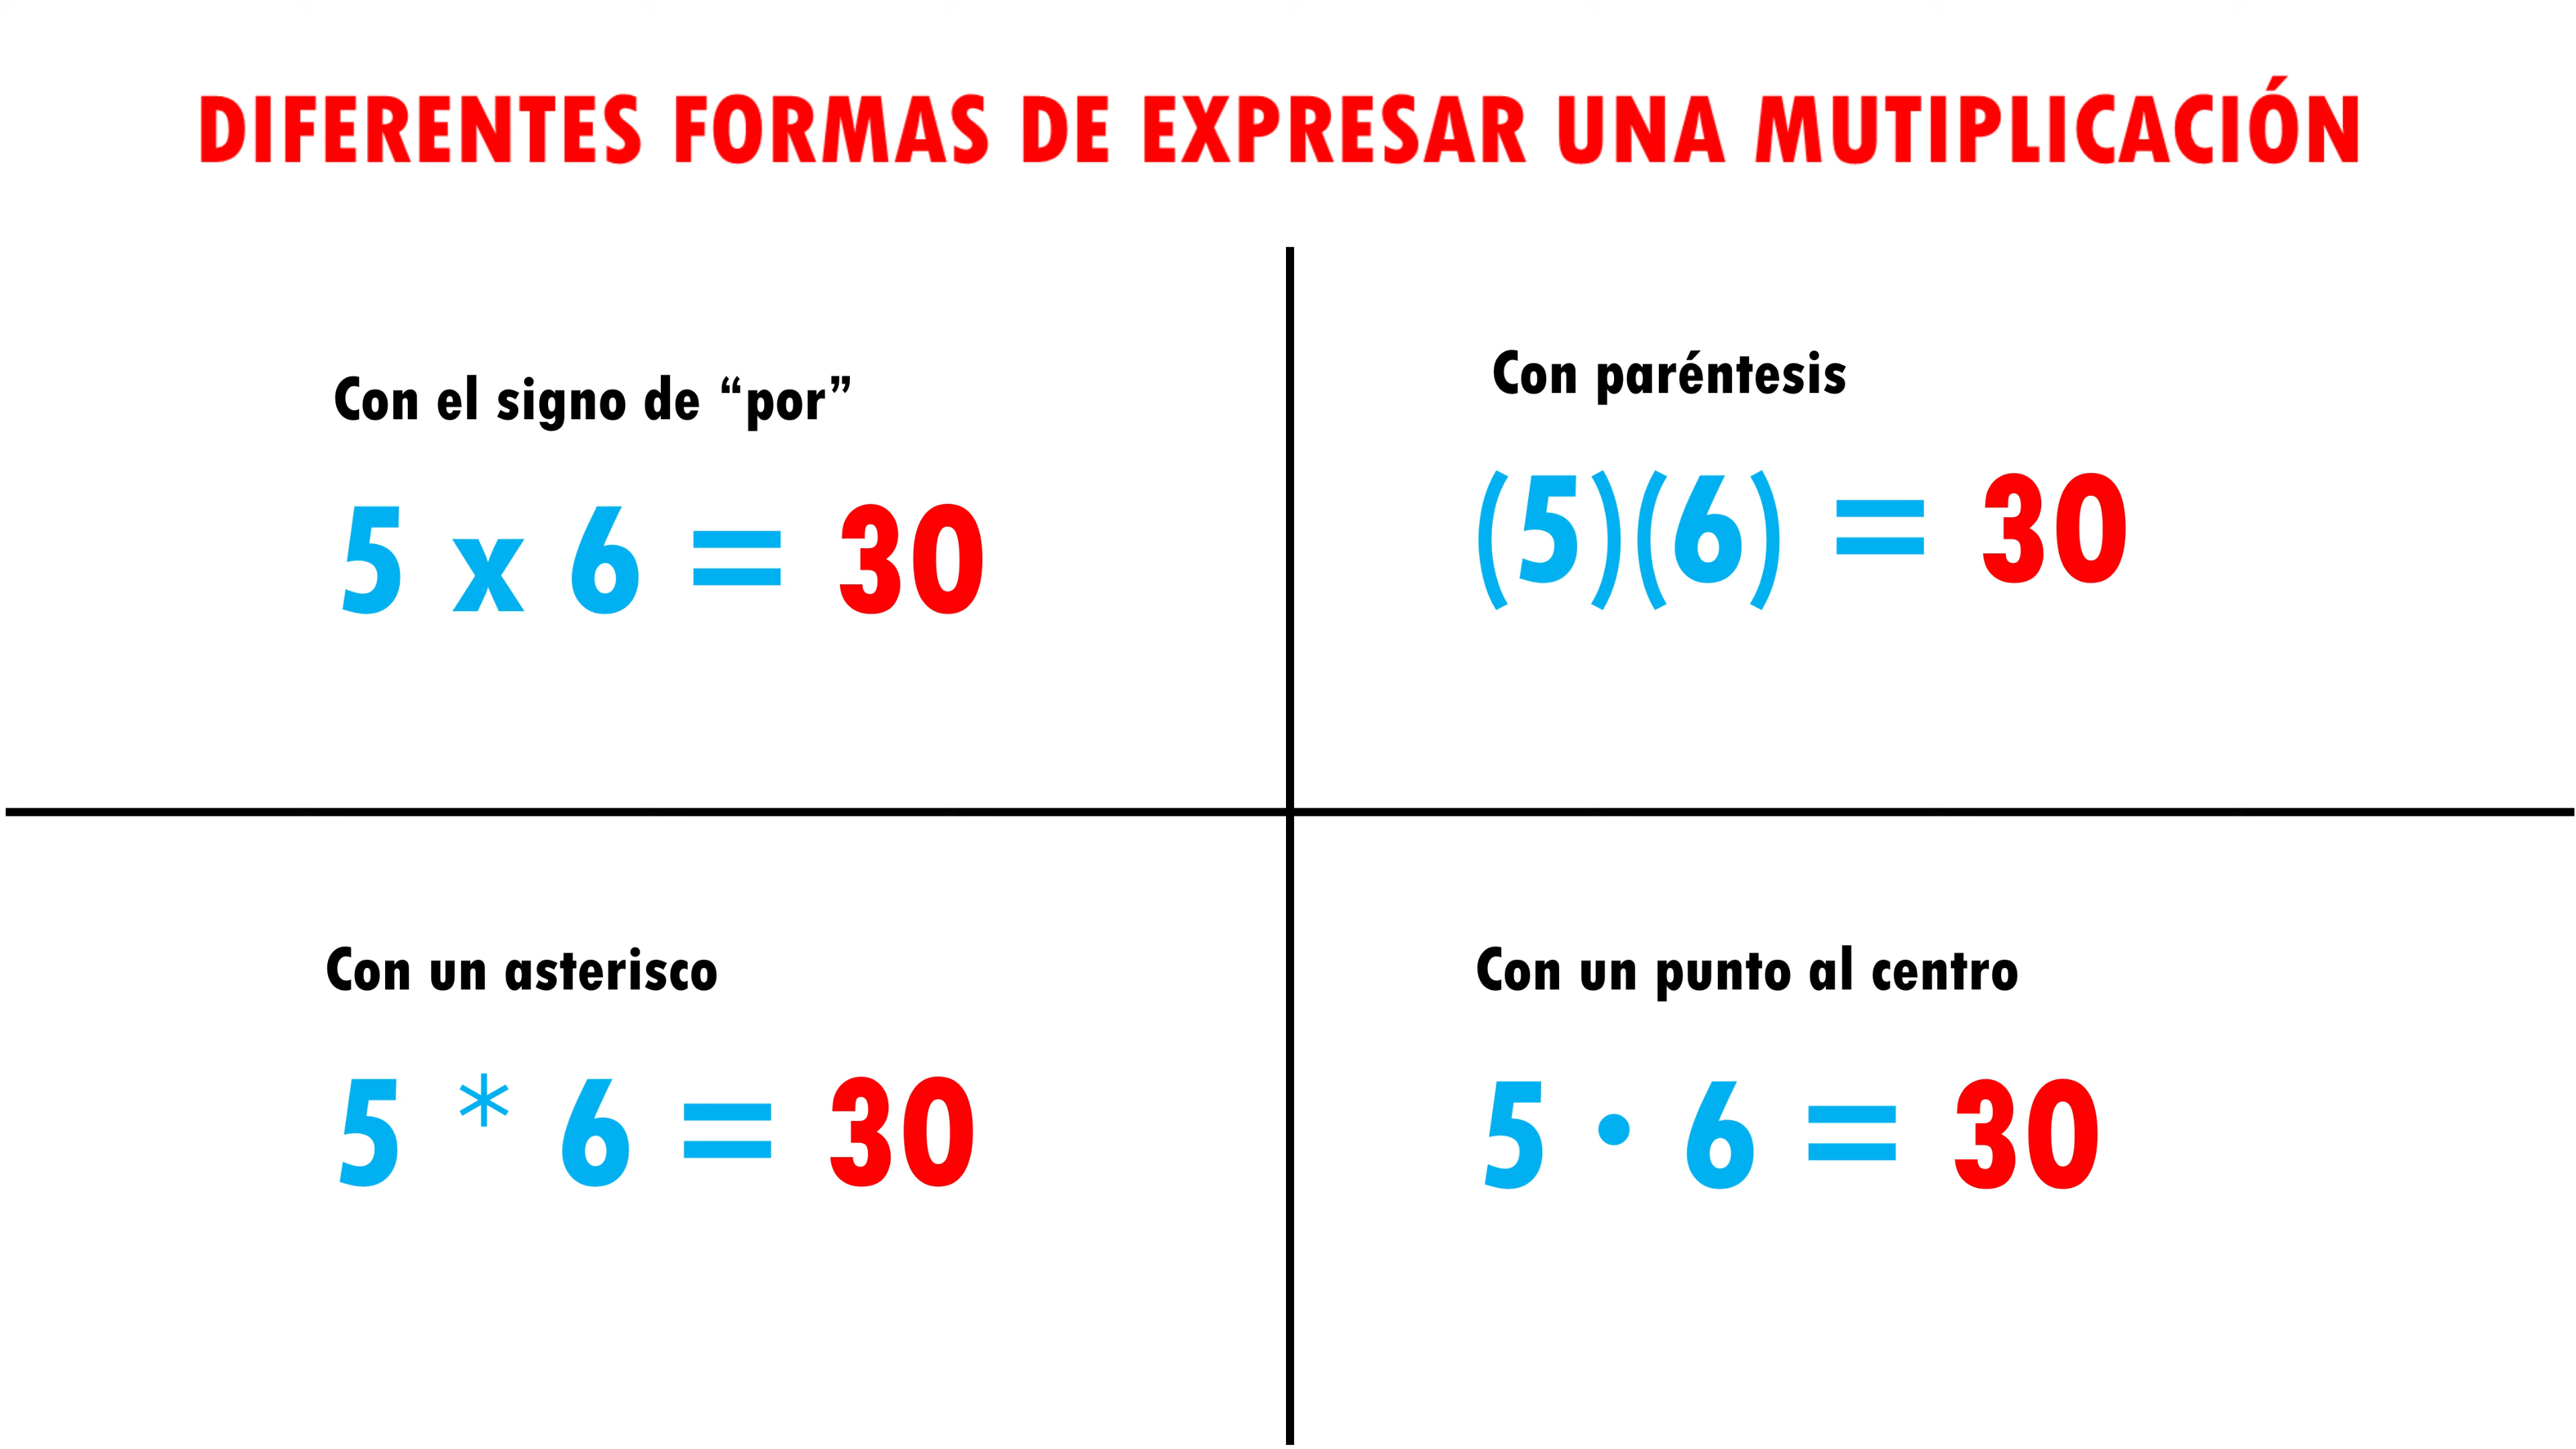 DIFERENTES FORMAS DE EXPRESAR UNA MUTIPLICACIÓN
Con el signo de “por”
5 x 6 = 30
Con paréntesis
(5)(6) = 30
Con un asterisco
5 * 6 = 30
Con un punto al centro
5 · 6 = 30